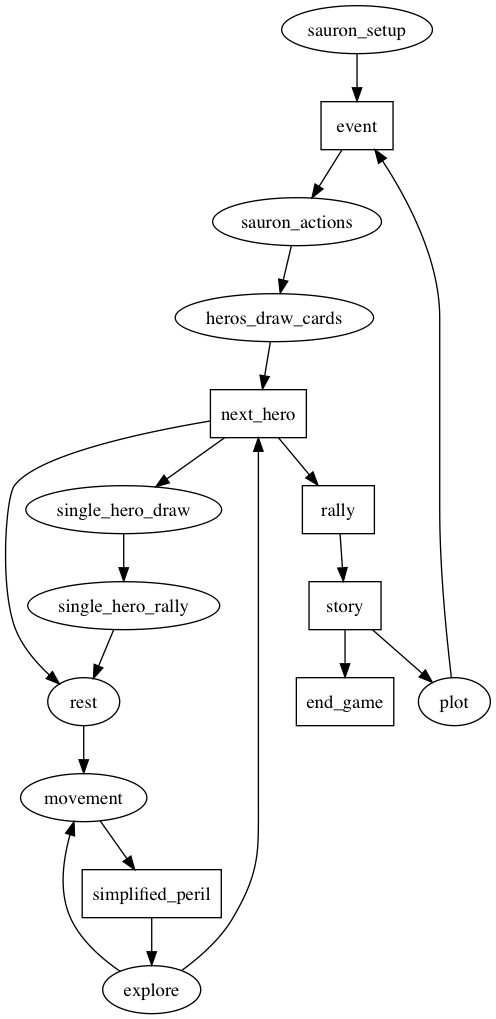 sauron_setup
event
sauron_actions
heros_draw_cards
next_hero
single_hero_draw
rally
single_hero_rally
story
rest
end_game
plot
movement
simplified_peril
explore